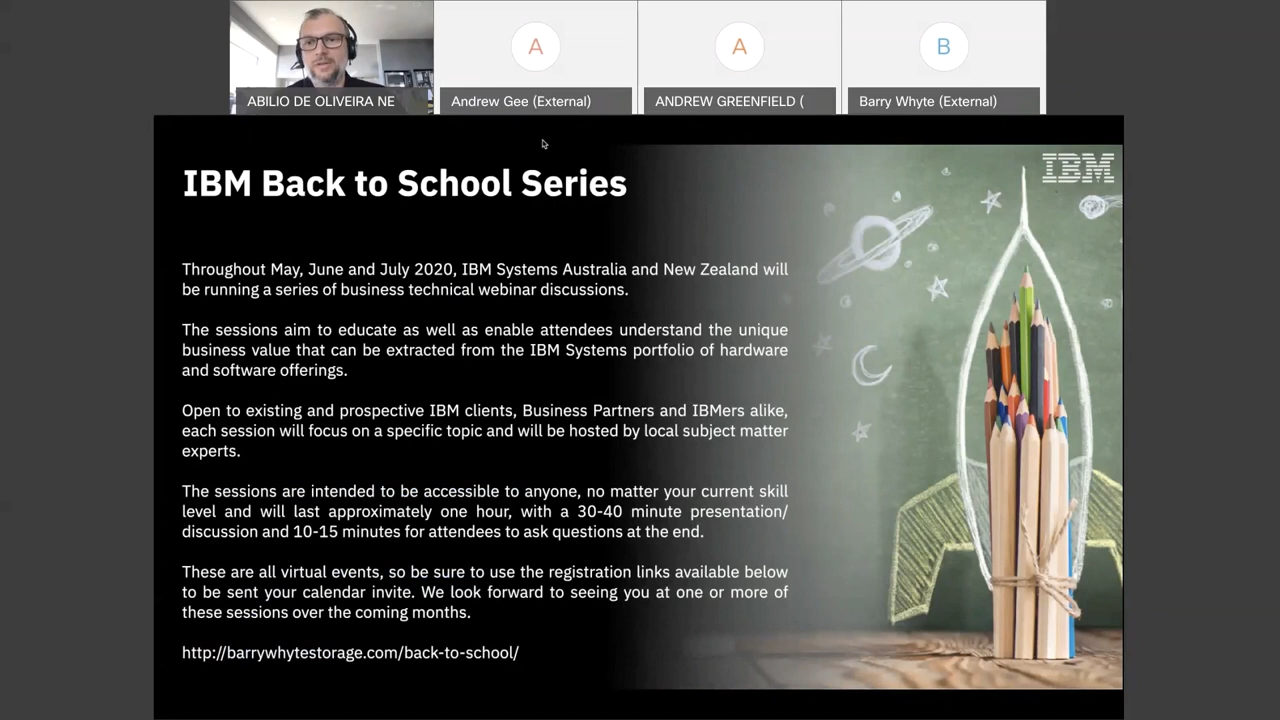 ABILIO DE OLIVEIRA NE
A
Andrew Gee (External)
A
ANDREW GREENFIELD (
B
Barry Whyte (External)
IBM
IBM Back to School Series
Throughout May, June and July 2020, IBM Systems Australia and New Zealand will
be running a series of business technical webinar discussions.
The sessions aim to educate as well as enable attendees understand the unique
business value that can be extracted from the IBM Systems portfolio of hardware
and software offerings.
Open to existing and prospective IBM clients, Business Partners and IBMers alike,
each session will focus on a specific topic and will be hosted by local subject matter
experts.
The sessions are intended to be accessible to anyone, no matter your current skill
level and will last approximately one hour, with a 30-40 minute presentation/
discussion and 10-15 minutes for attendees to ask questions at the end.
These are all virtual events, so be sure to use the registration links available below
to be sent your calendar invite. We look forward to seeing you at one or more of
these sessions over the coming months.
http://barrywhytestorage.com/back-to-school/